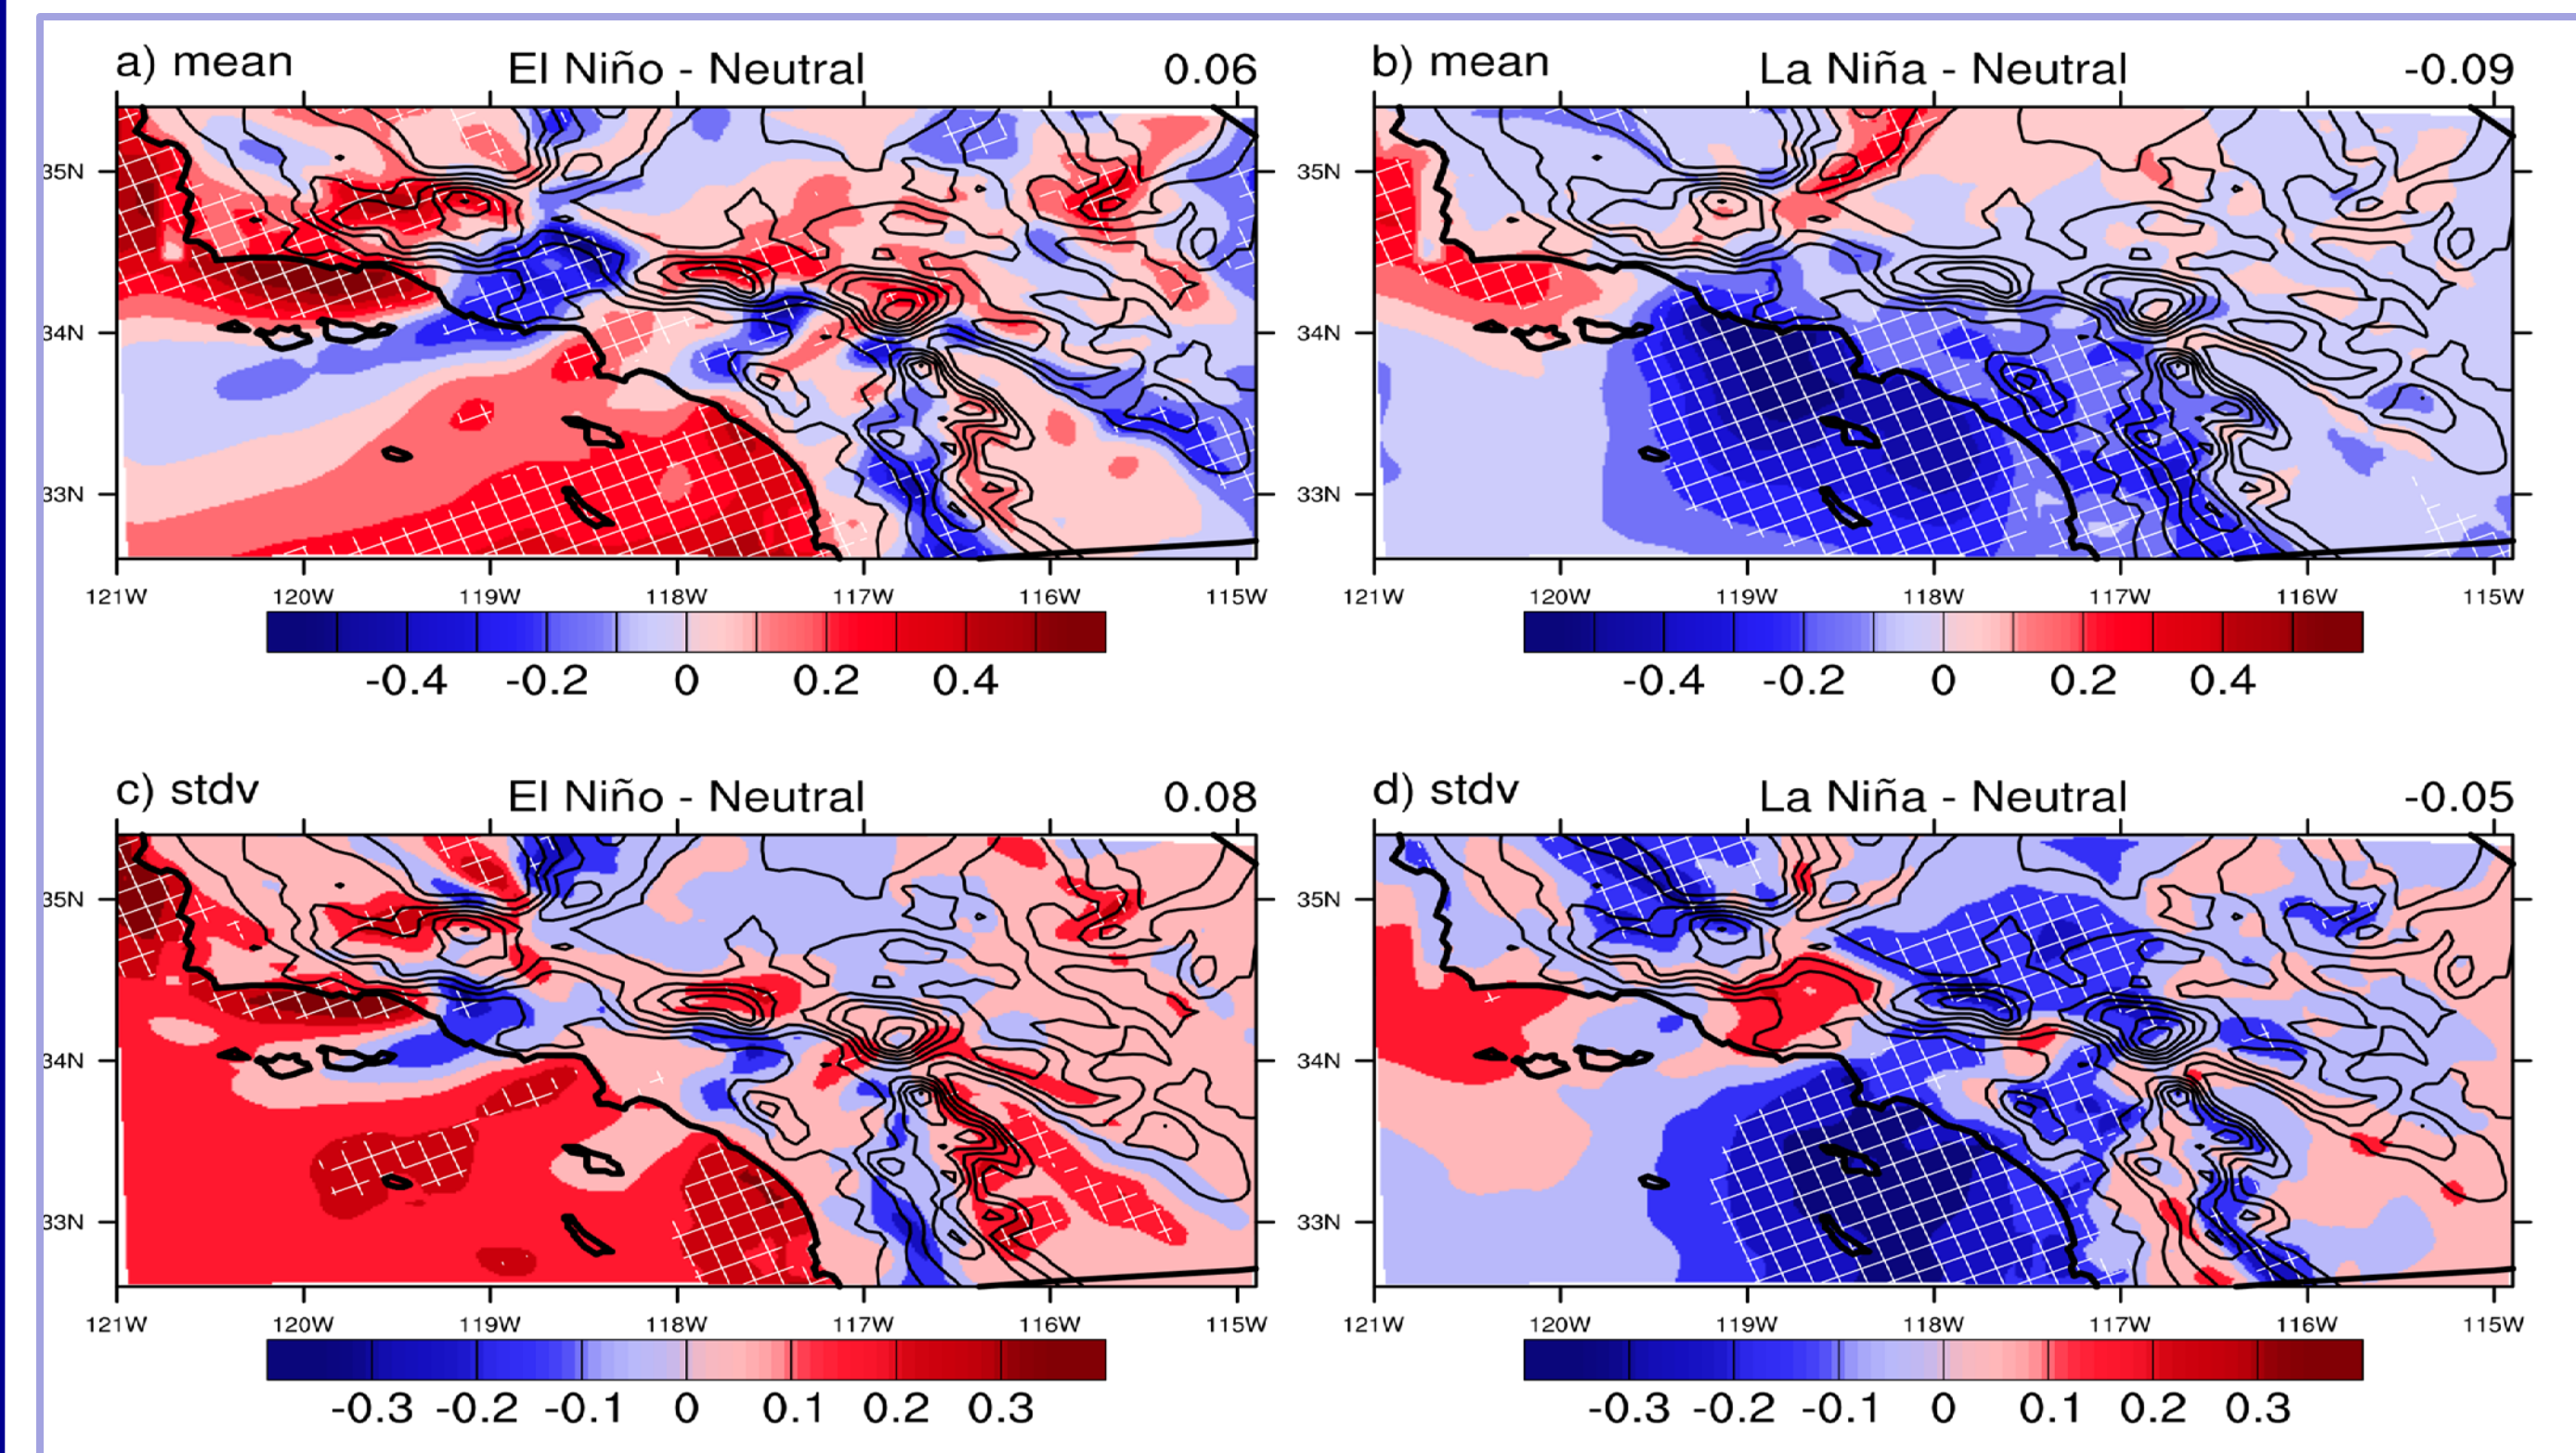 a) mean El Niño - Neutral 0.06
b) mean La Niña - Neutral -0.09
35N
34N
33N
121W 120W 119W 118W 117W 116W 115W
-0.4 -0.2 0 0.2 0.4
35N
34N
33N
121W 120W 119W 118W 117W 116W 115W
-0.4 -0.2 0 0.2 0.4
c) stdv El Niño - Neutral 0.08
d) stdv La Niña - Neutral -0.05
35N
34N
33N
121W 120W 119W 118W 117W 116W 115W
-0.3 -0.2 -0.1 0 0.1 0.2 0.3
35N
34N
33N
121W 120W 119W 118W 117W 116W 115W
-0.3 -0.2 -0.1 0 0.1 0.2 0.3